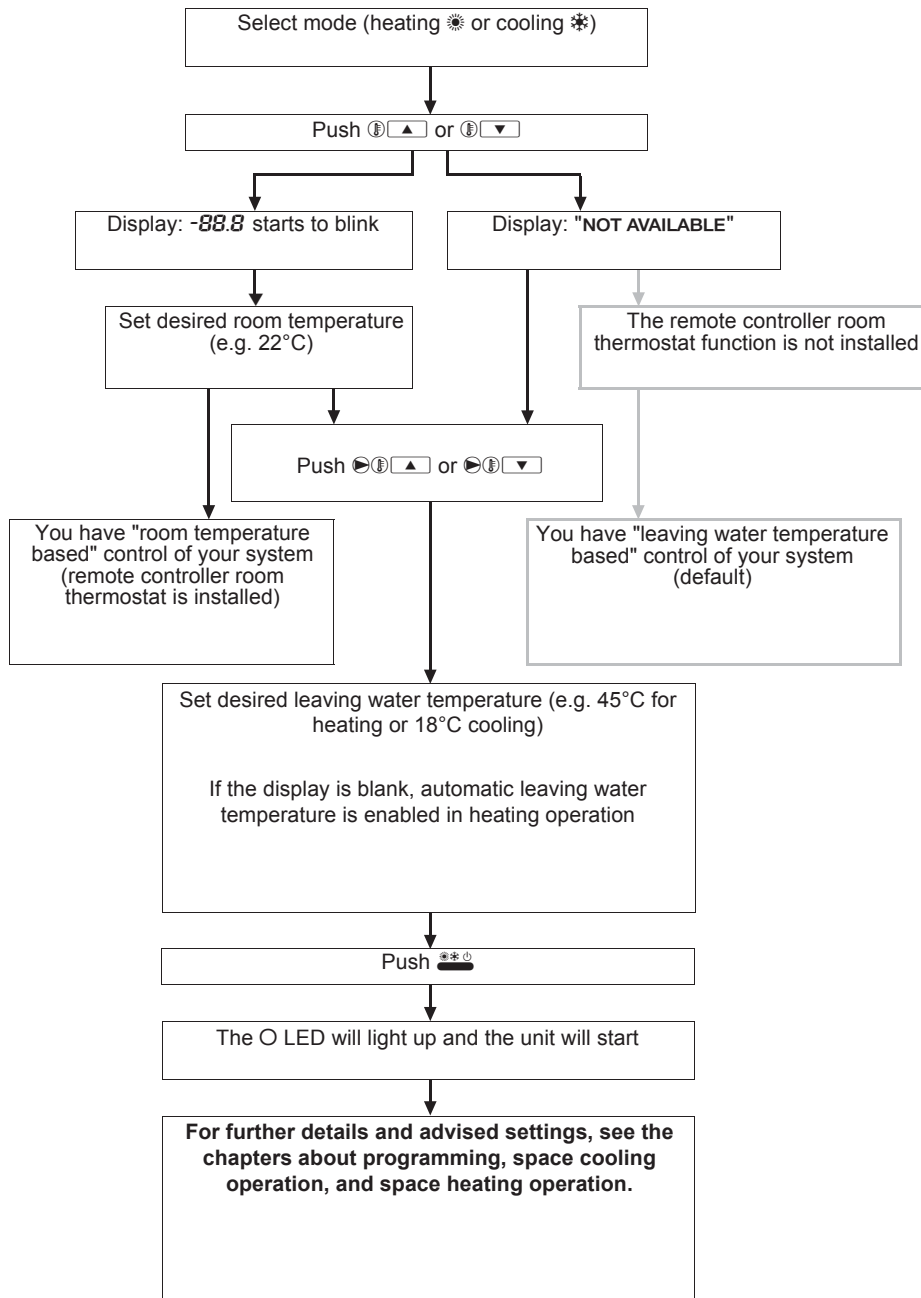 Select mode (heating ☀ or cooling ❄)
Push ▲ or ▼
Display: -88.8 starts to blink
Display: "NOT AVAILABLE"
Set desired room temperature
(e.g. 22°C)
The remote controller room
thermostat function is not installed
Push ▲ or ▼
You have "room temperature
based" control of your system
(remote controller room
thermostat is installed)
You have "leaving water temperature
based" control of your system
(default)
Set desired leaving water temperature (e.g. 45°C for
heating or 18°C cooling)
If the display is blank, automatic leaving water
temperature is enabled in heating operation
Push
The O LED will light up and the unit will start
For further details and advised settings, see the
chapters about programming, space cooling
operation, and space heating operation.